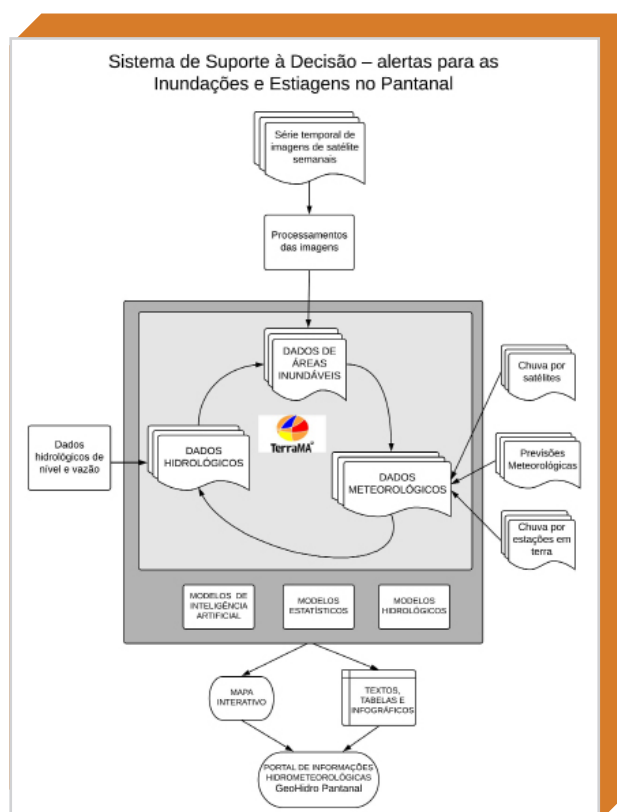 Sistema de Suporte à Decisão – alertas para as
Inundações e Estiagens no Pantanal
Série temporal de
imagens de satélite
semanais
Processamentos
das imagens
DADOS DE
ÁREAS
INUNDÁVEIS
Chuva por
satélites
TerraMA²
Dados
hidrológicos de
nível e vazão
DADOS
HIDROLÓGICOS
DADOS
METEOROLÓGICOS
Previsões
Meteorológicas
Chuva por
estações em
terra
MODELOS DE
INTELIGÊNCIA
ARTIFICIAL
MODELOS
ESTATÍSTICOS
MODELOS
HIDROLÓGICOS
MAPA
INTERATIVO
TEXTOS,
TABELAS E
INFOGRÁFICOS
PORTAL DE INFORMAÇÕES
HIDROMETEOROLÓGICAS
GeoHidro Pantanal